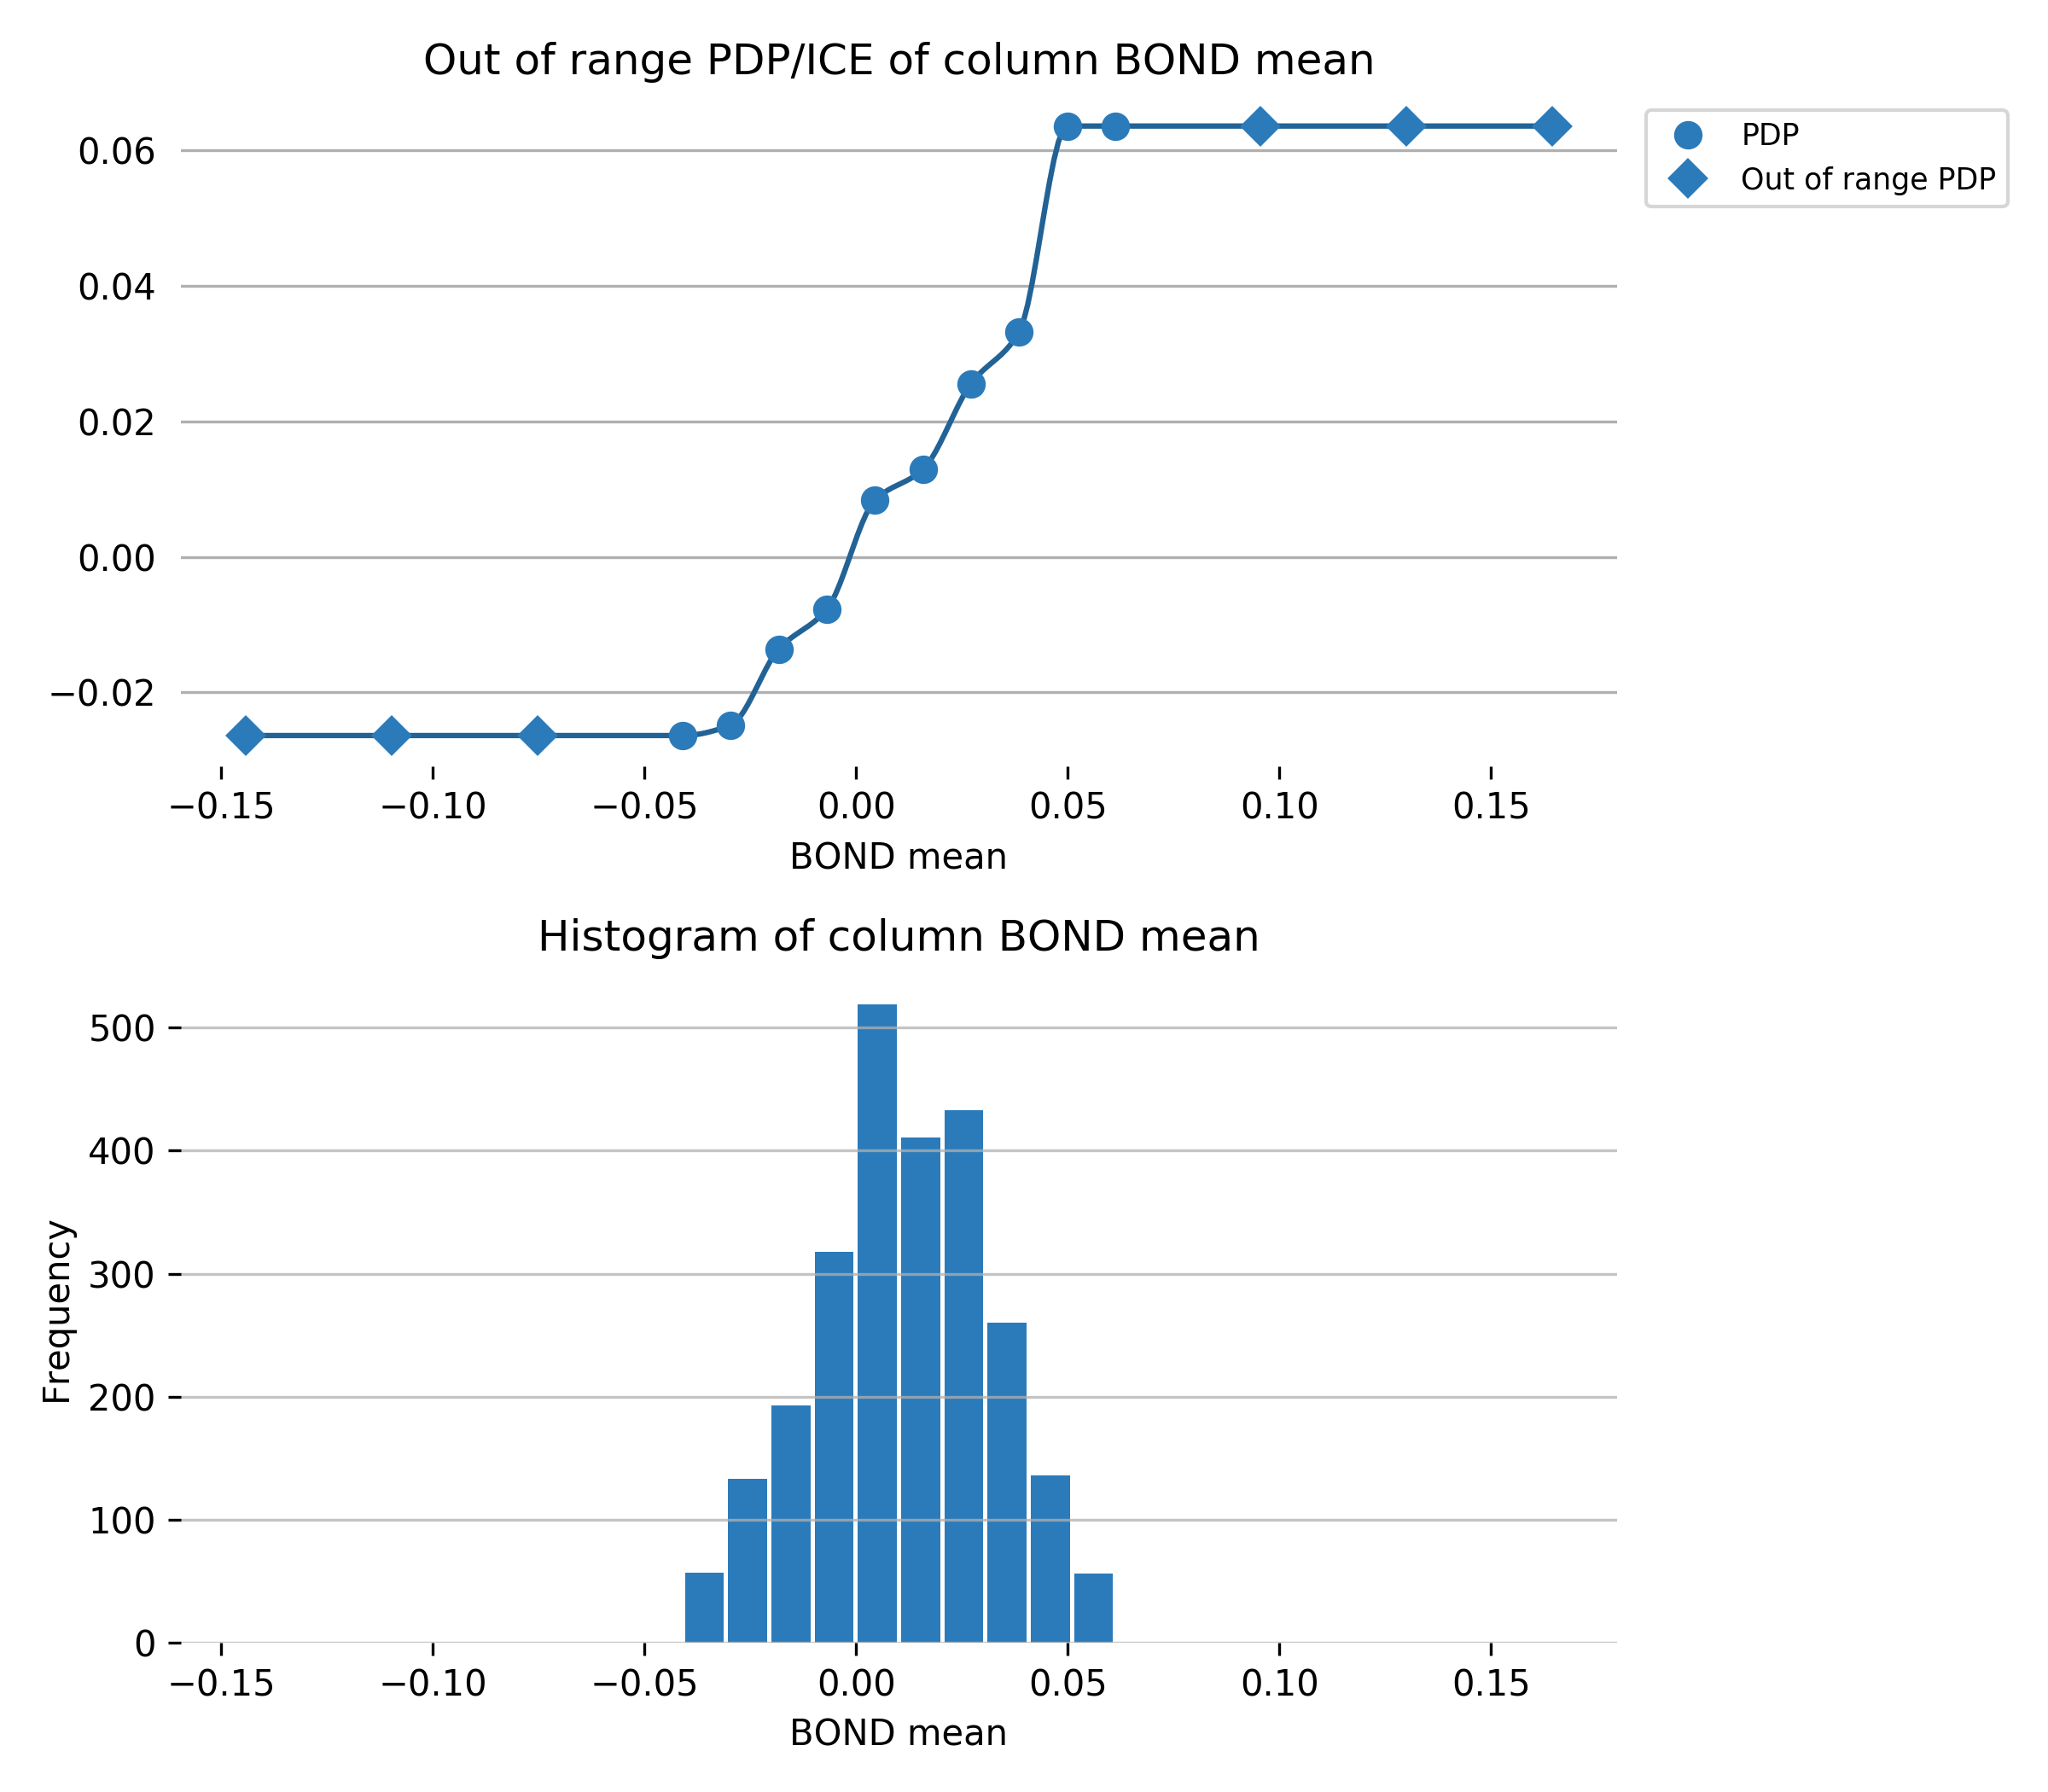 Out of range PDP/ICE of column BOND mean
PDP
Out of range PDP
0.06
0.04
0.02
0.00
−0.02
−0.15 −0.10 −0.05 0.00 0.05 0.10 0.15
BOND mean
Histogram of column BOND mean
500
400
300
200
100
0
Frequency
−0.15 −0.10 −0.05 0.00 0.05 0.10 0.15
BOND mean